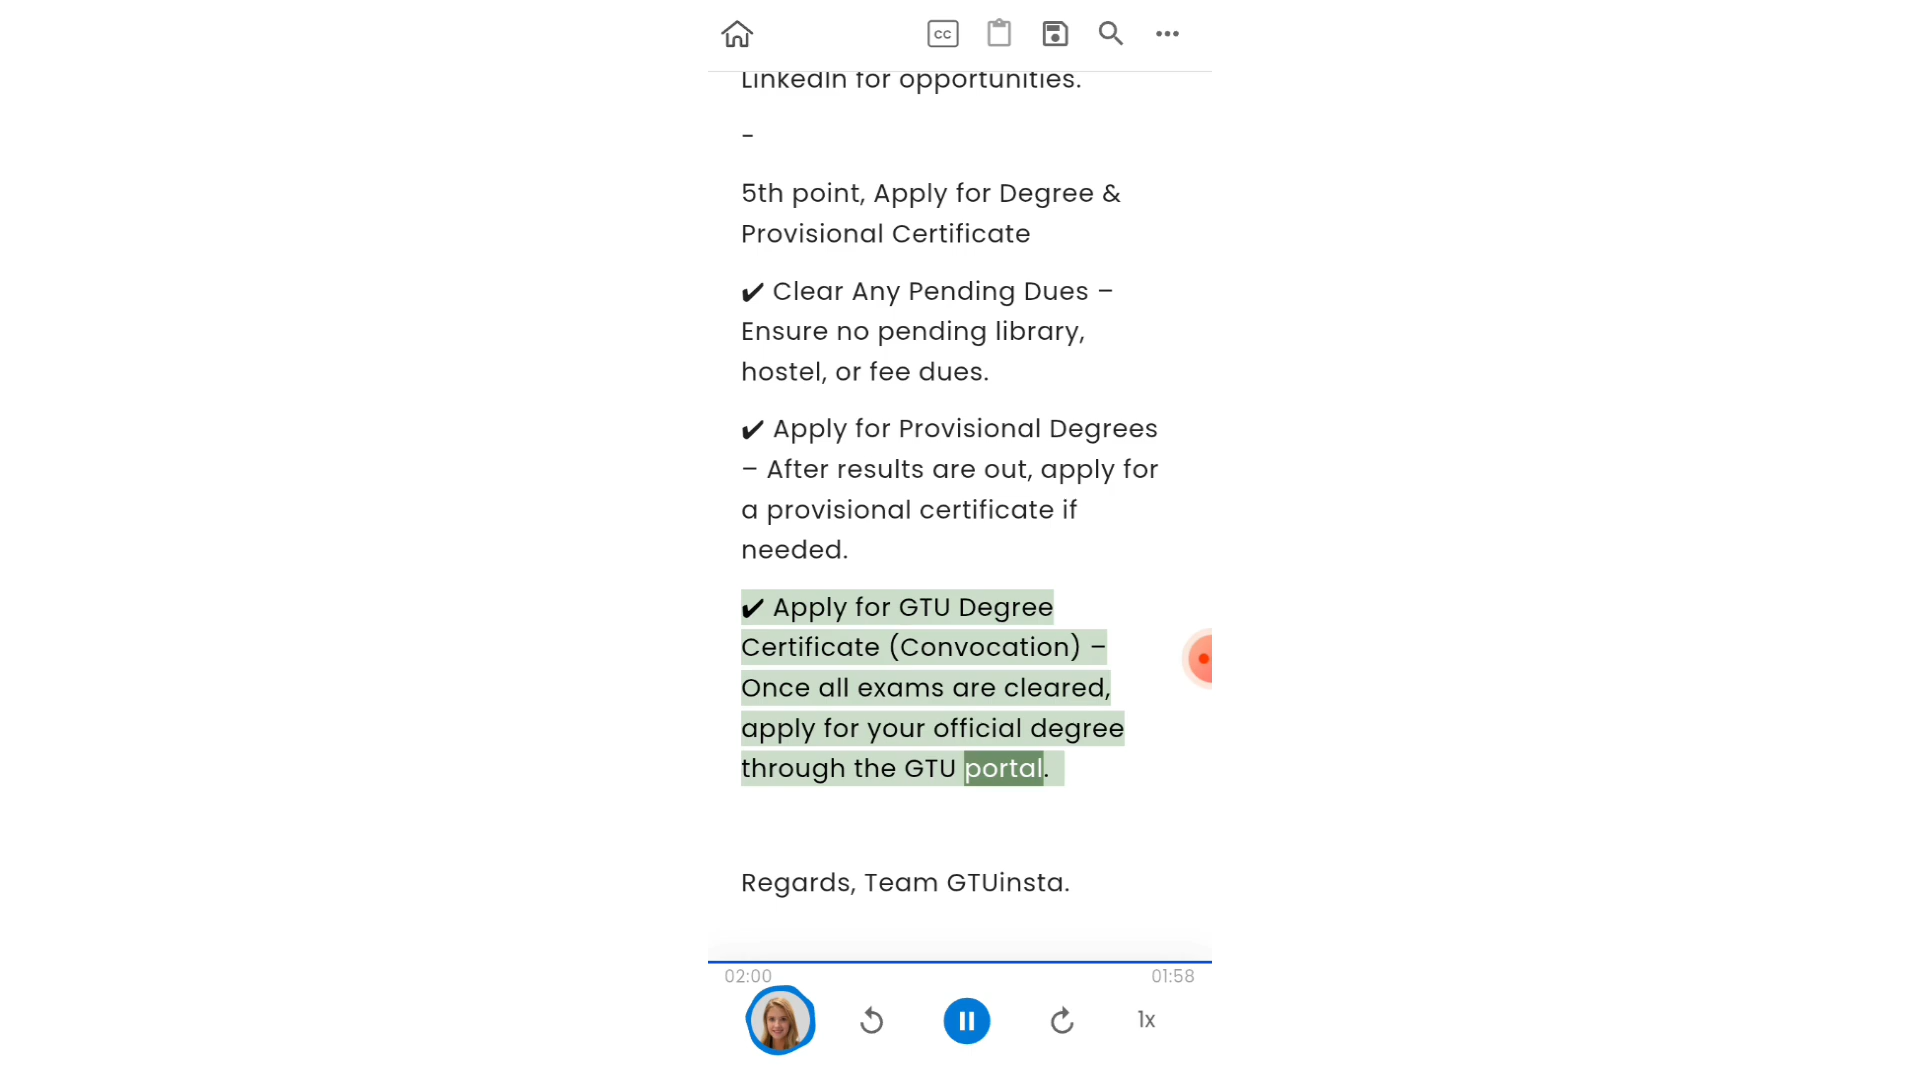 CC
LinkedIn for opportunities.
-
5th point, Apply for Degree &
Provisional Certificate
✔ Clear Any Pending Dues –
Ensure no pending library,
hostel, or fee dues.
✔ Apply for Provisional Degrees
– After results are out, apply for
a provisional certificate if
needed.
✔ Apply for GTU Degree
Certificate (Convocation) –
Once all exams are cleared,
apply for your official degree
through the GTU portal.
Regards, Team GTUinsta.
02:00
01:58
1x